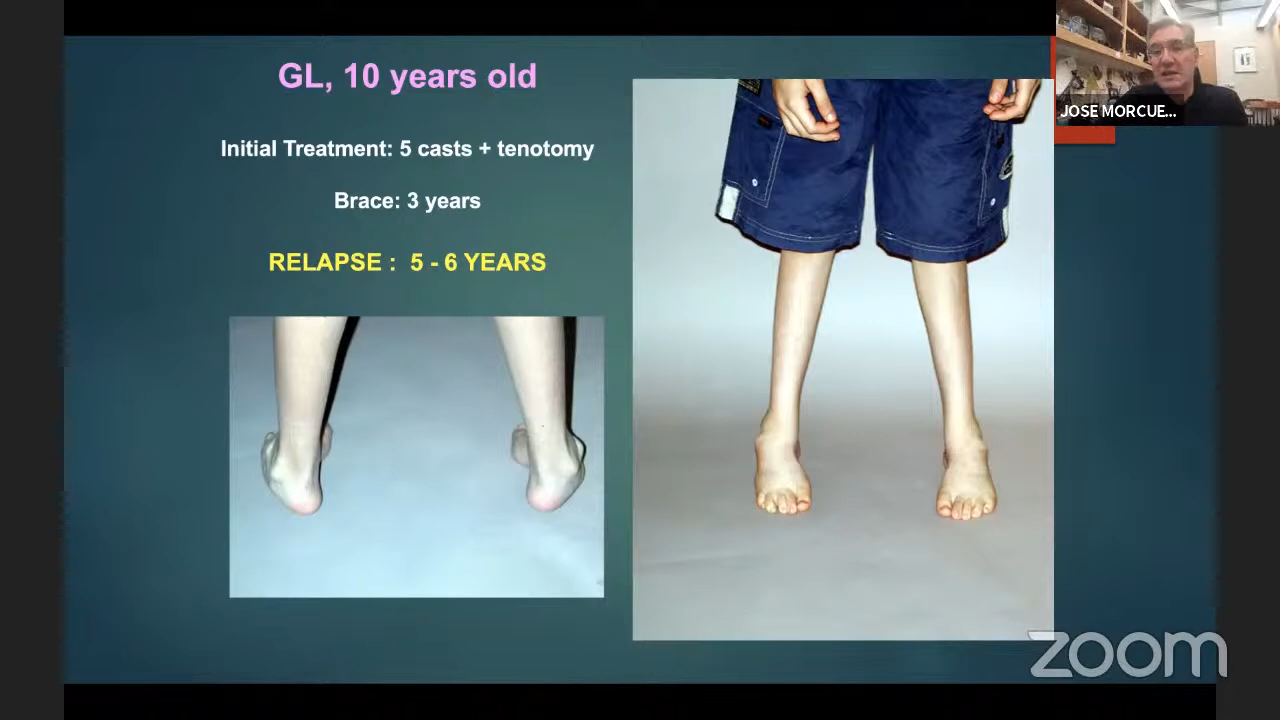 GL, 10 years old
Initial Treatment: 5 casts + tenotomy
Brace: 3 years
RELAPSE : 5 - 6 YEARS
JOSE MORCUE...
zoom